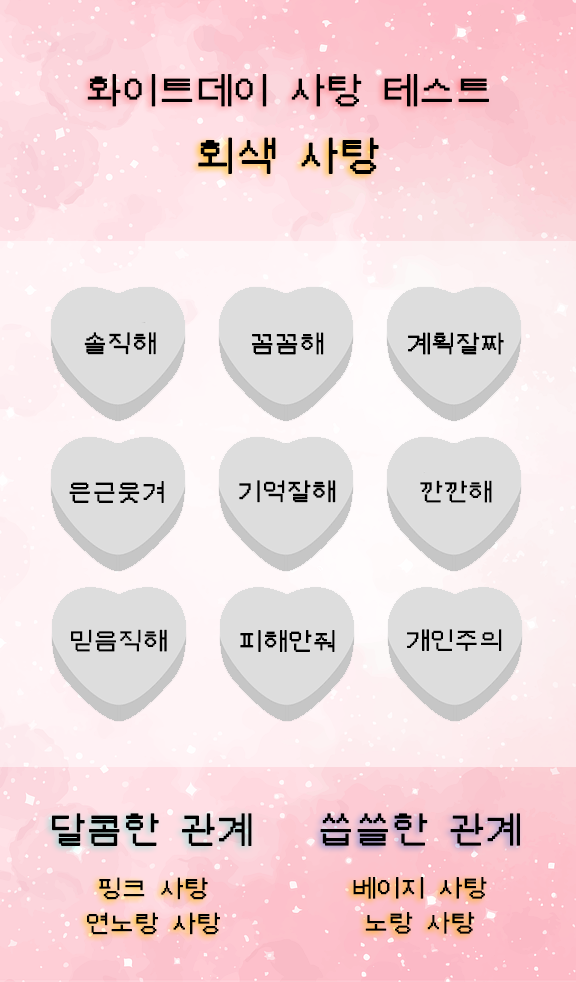 화이트데이 사탕 테스트
회색 사탕
솔직해 꼼꼼해 계획잘짜
은근웃겨 기억잘해 깐깐해
믿음직해 피해안줘 개인주의
달콤한 관계 씁쓸한 관계
핑크 사탕 베이지 사탕
연노랑 사탕 노랑 사탕